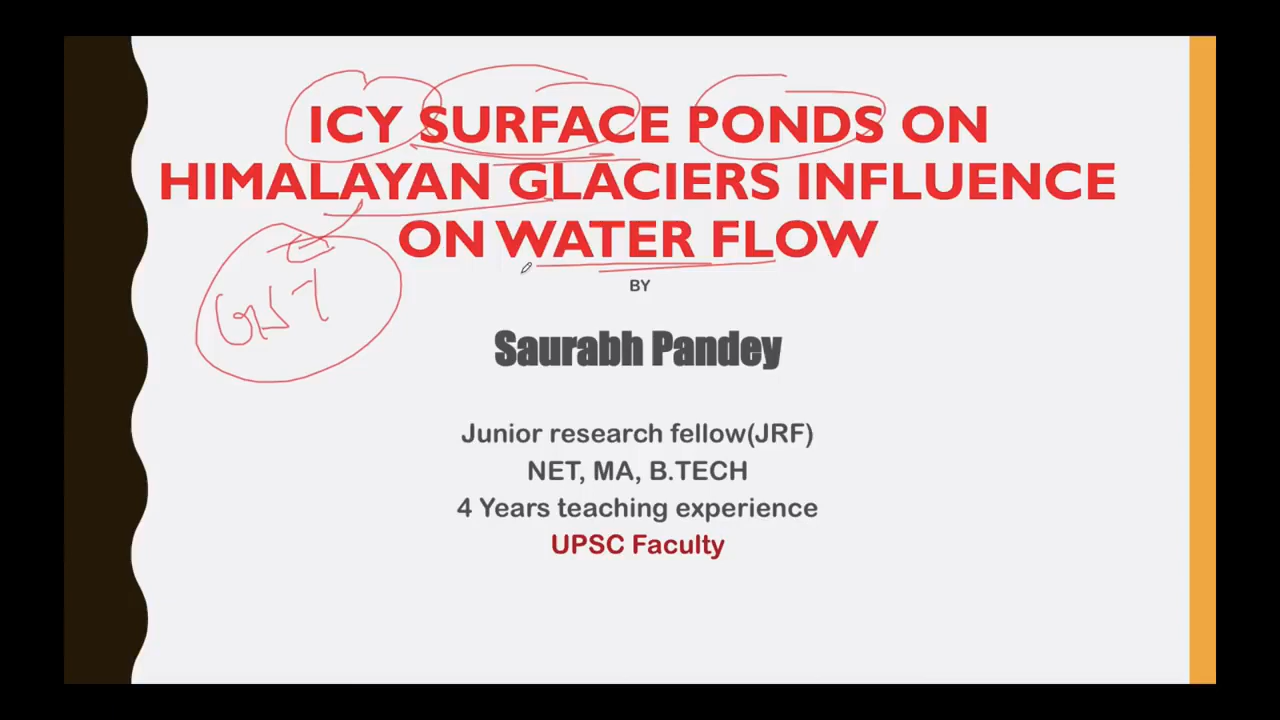 ICY SURFACE PONDS ON
HIMALAYAN GLACIERS INFLUENCE
ON WATER FLOW
BY
Saurabh Pandey
Junior research fellow(JRF)
NET, MA, B.TECH
4 Years teaching experience
UPSC Faculty